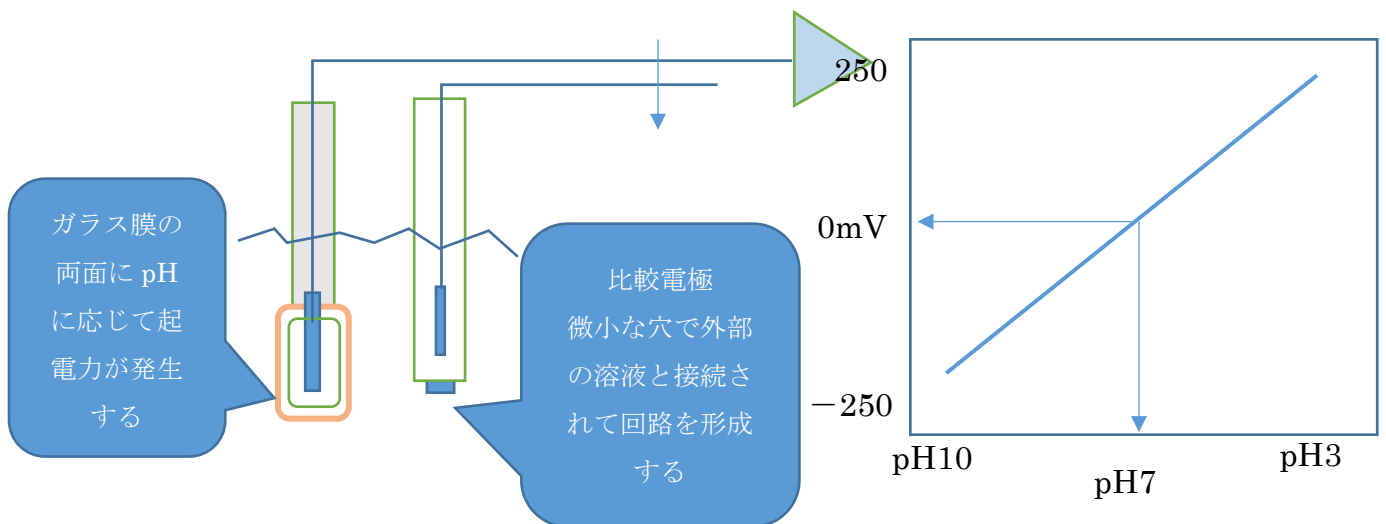 ガラス膜の
両面に pH
に応じて起
電力が発生
する
比較電極
微小な穴で外部
の溶液と接続さ
れて回路を形成
する
250
0mV
－250
pH10
pH7
pH3